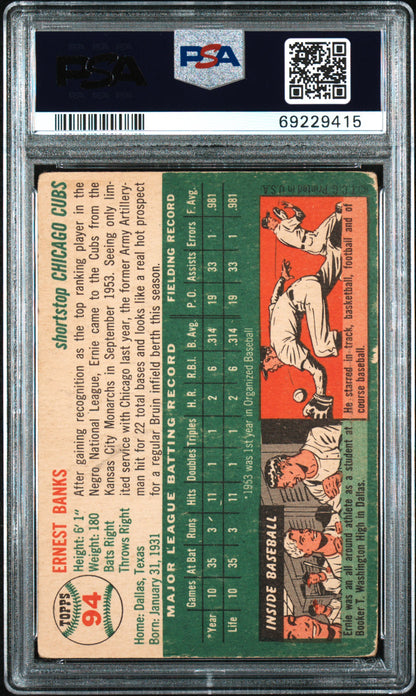 PSA
PSA
69229415
TOPPS
94
ERNEST BANKS
shortstop CHICAGO CUBS
Height: 6' 1"
Weight: 180
Bats Right
Throws Right
Home: Dallas, Texas
Born: January 31, 1931
After gaining recognition as the top ranking player in the
Negro National League, Ernie came to the Cubs from the
Kansas City Monarchs in September 1953. Seeing only lim-
ited service with Chicago last year, the former Army Artillery-
man hit for 22 total bases and looks like a real hot prospect
for a regular Bruin infield berth this season.
MAJOR LEAGUE BATTING RECORD FIELDING RECORD
Games At Bat Runs Hits Doubles Triples H.R. R.B.I. B. Avg. P.O. Assists Errors F. Avg.
*Year 10 35 3 11 1 1 2 6 .314 19 33 1 .981
Life 10 35 3 11 1 1 2 6 .314 19 33 1 .981
*1953 was 1st year in Organized Baseball
INSIDE BASEBALL
Ernie was an all around athlete as a student at
Booker T. Washington High in Dallas.
He starred in track, basketball, football and of
course baseball.
T.C.G. Printed in U.S.A.